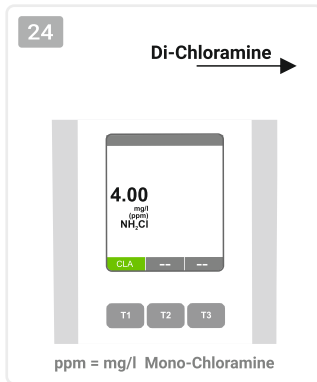 24
Di-Chloramine
4.00
mg/l
(ppm)
NH₂Cl
CLA -- --
T1 T2 T3
ppm = mg/l Mono-Chloramine